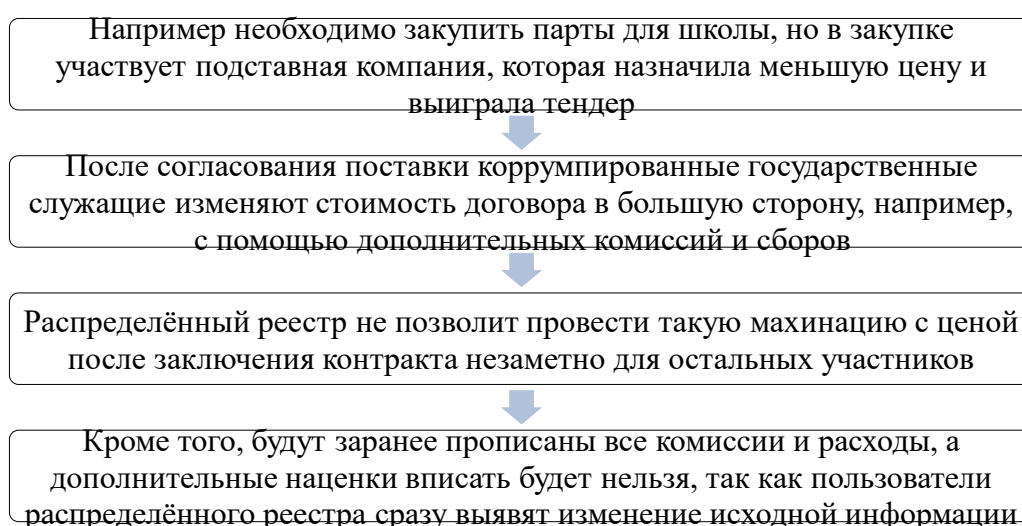 Например необходимо закупить парты для школы, но в закупке
участвует подставная компания, которая назначила меньшую цену и
выиграла тендер
После согласования поставки коррумпированные государственные
служащие изменяют стоимость договора в большую сторону, например,
с помощью дополнительных комиссий и сборов
Распределённый реестр не позволит провести такую махинацию с ценой
после заключения контракта незаметно для остальных участников
Кроме того, будут заранее прописаны все комиссии и расходы, а
дополнительные наценки вписать будет нельзя, так как пользователи
распределённого реестра сразу выявят изменение исходной информации